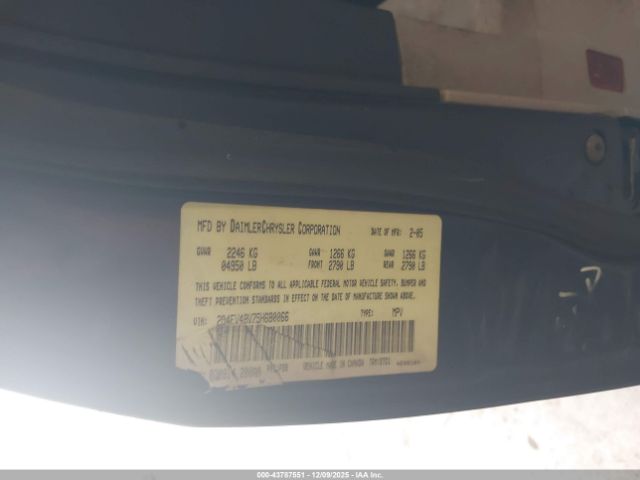 MFD BY DAIMLERCHRYSLER CORPORATION DATE OF MFR: 2-05
GVWR 2246 KG GAWR 1266 KG GAWR 1266 KG
04950 LB FRONT 2790 LB REAR 2790 LB
THIS VEHICLE CONFORMS TO ALL APPLICABLE FEDERAL MOTOR VEHICLE SAFETY, BUMPER AND
THEFT PREVENTION STANDARDS IN EFFECT ON THE DATE OF MANUFACTURE SHOWN ABOVE.
VIN: TYPE: MPV
VEHICLE MADE IN CANADA
000-43787551 - 12/09/2025 - IAA Inc.